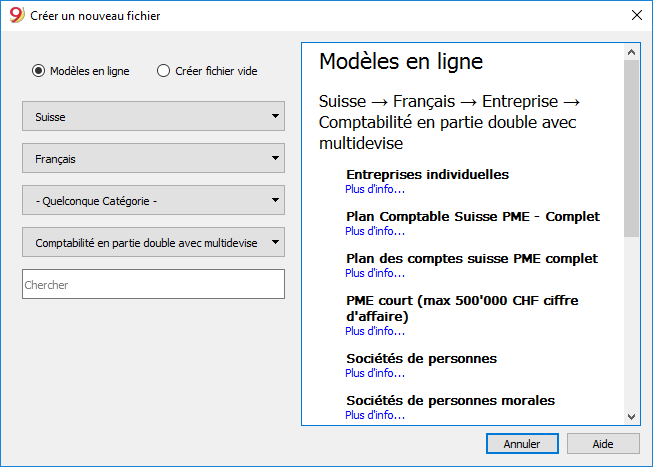 9 Créer un nouveau fichier
Modèles en ligne
Créer fichier vide
Suisse
Français
- Quelconque Catégorie -
Comptabilité en partie double avec multidevise
Chercher
Modèles en ligne
Suisse → Français → Entreprise →
Comptabilité en partie double avec
multidevise
Entreprises individuelles
Plus d'info...
Plan Comptable Suisse PME - Complet
Plus d'info...
Plan des comptes suisse PME complet
Plus d'info...
PME court (max 500'000 CHF ciffre
d'affaire)
Plus d'info...
Sociétés de personnes
Plus d'info...
Sociétés de personnes morales
Plus d'info...
Annuler
Aide